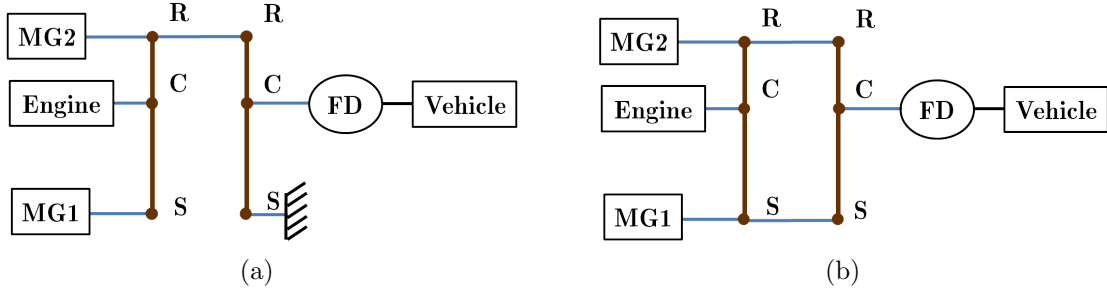 R R
MG2
C C
Engine FD Vehicle
S S
MG1
(a)
R R
MG2
C C
Engine FD Vehicle
S S
MG1
(b)